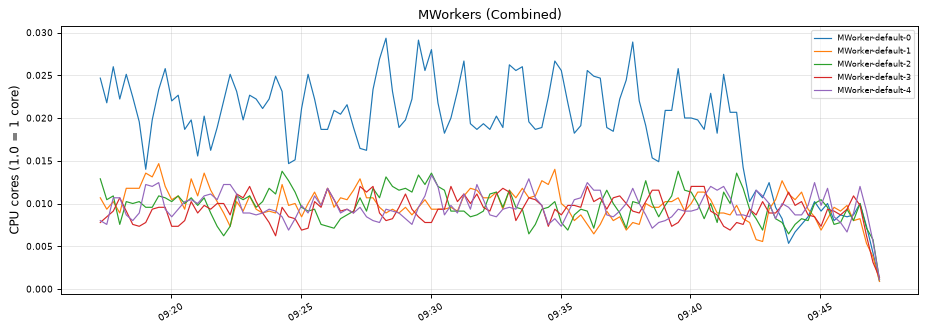 MWorkers (Combined)
CPU cores (1.0 = 1 core)
0.030
0.025
0.020
0.015
0.010
0.005
0.000
MWorker-default-0
MWorker-default-1
MWorker-default-2
MWorker-default-3
MWorker-default-4
09:20
09:25
09:30
09:35
09:40
09:45